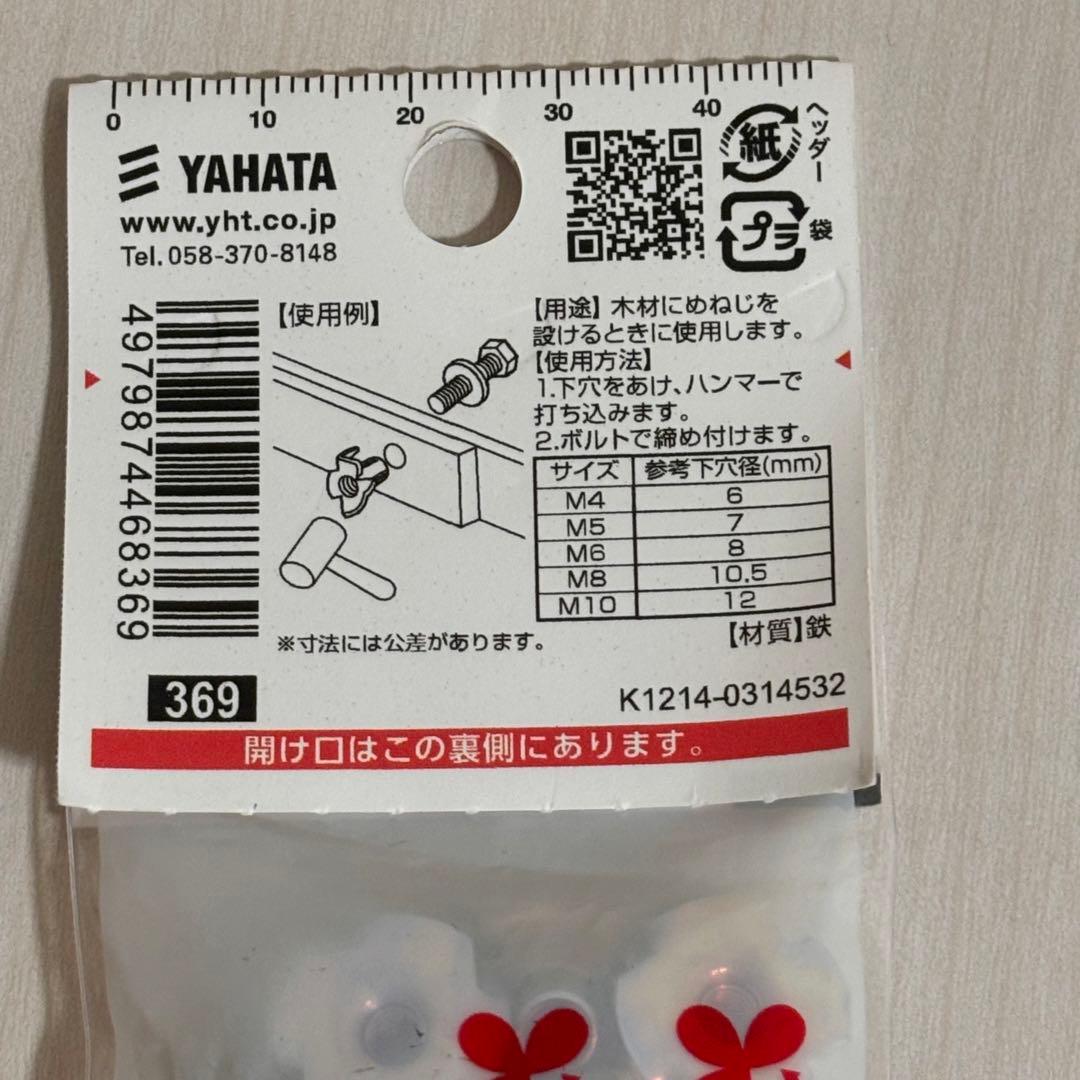 0 10 20 30 40
YAHATA
www.yht.co.jp
Tel. 058-370-8148
紙
ヘッダー
プラ
袋
4979874468369
【使用例】
【用途】木材にめねじを
設けるときに使用します。
【使用方法】
1.下穴をあけ、ハンマーで
打ち込みます。
2.ボルトで締め付けます。
サイズ 参考下穴径(mm)
M4 6
M5 7
M6 8
M8 10.5
M10 12
【材質】鉄
※寸法には公差があります。
369
K1214-0314532
開け口はこの裏側にあります。